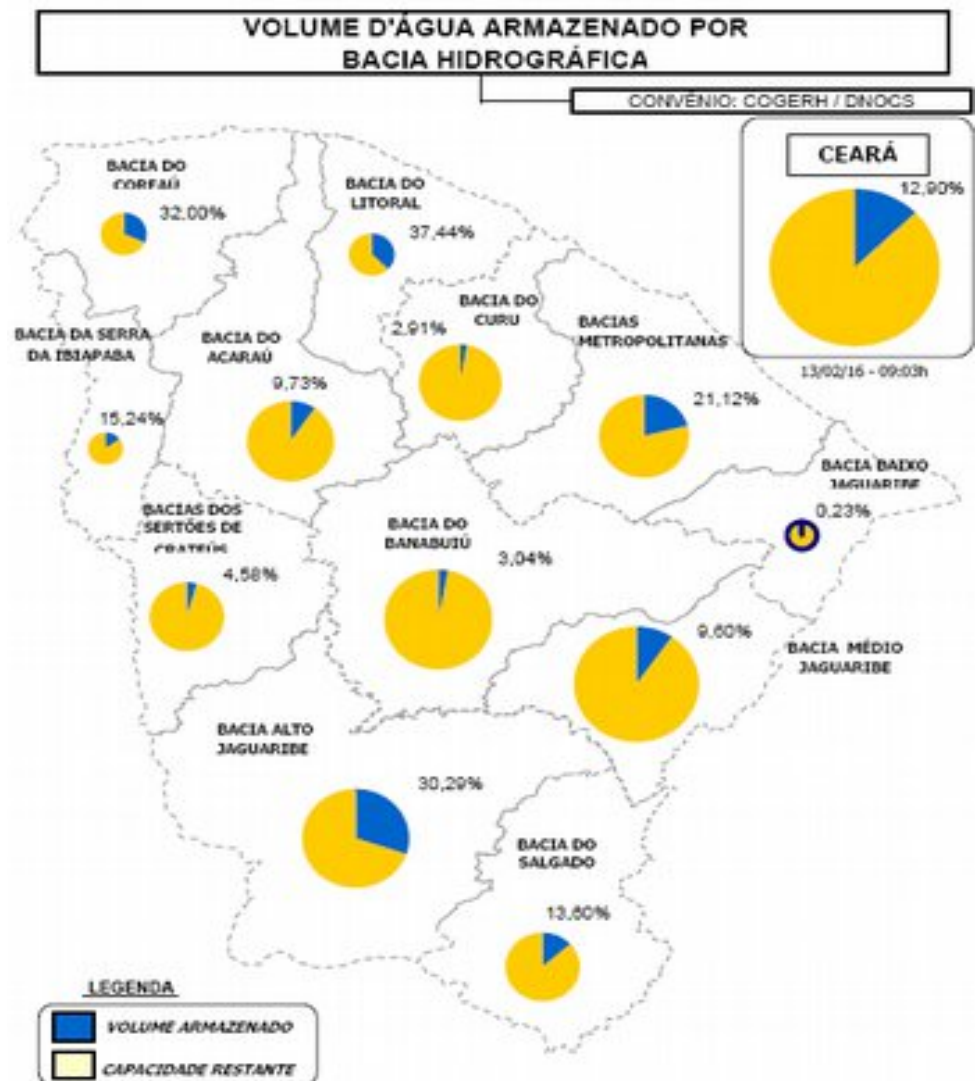 VOLUME D'ÁGUA ARMAZENADO POR
BACIA HIDROGRÁFICA
CONVÊNIO: COGERH / DNOCS
CEARÁ
12,90%
13/02/16 - 09:03h
BACIA DO
COREAÚ
32,00%
BACIA DO
LITORAL
37,44%
BACIA DO
CURU
2,91%
BACIAS
METROPOLITANAS
21,12%
BACIA DA SERRA
DA IBIAPABA
15,24%
BACIA DO
ACARAÚ
9,73%
BACIA BAIXO
JAGUARIBE
0,23%
BACIAS DOS
SERTÕES DE
CRATEÚS
4,58%
BACIA DO
BANABUIÚ
3,04%
9,60%
BACIA MÉDIO
JAGUARIBE
BACIA ALTO
JAGUARIBE
30,29%
BACIA DO
SALGADO
13,60%
LEGENDA
VOLUME ARMAZENADO
CAPACIDADE RESTANTE